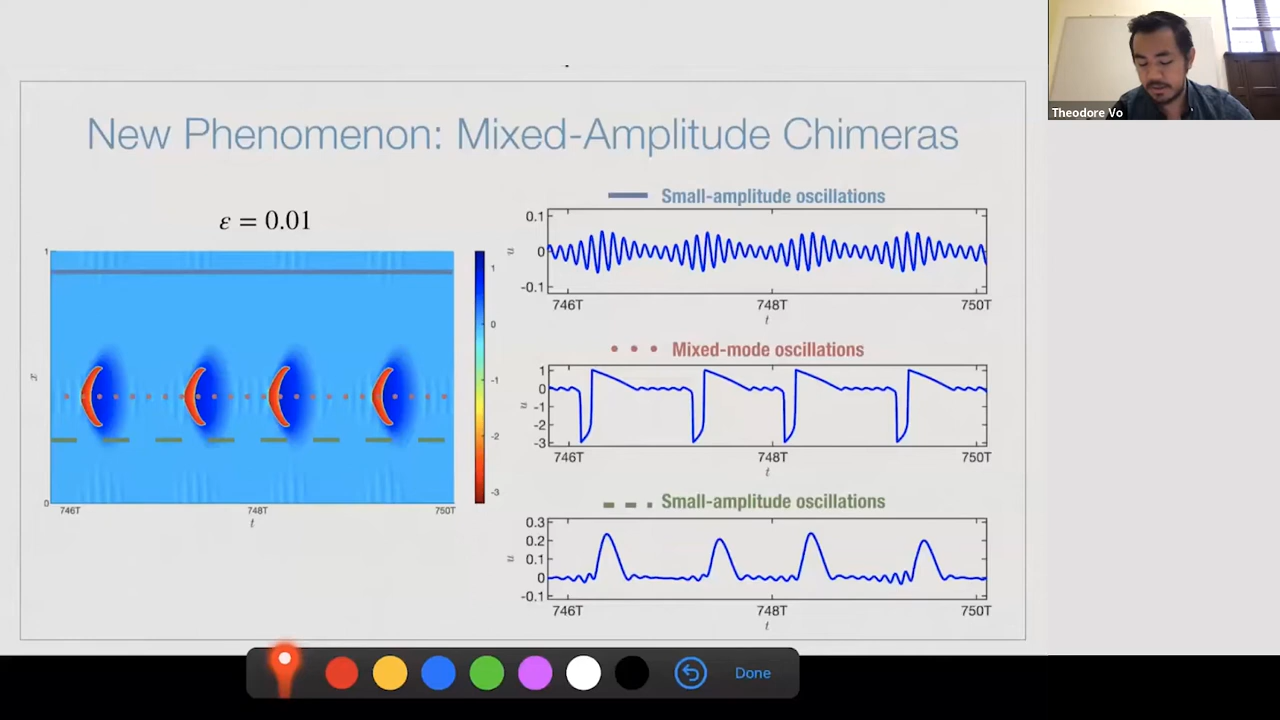 Theodore Vo
New Phenomenon: Mixed-Amplitude Chimeras
ε = 0.01
1
x
0
746T
748T
750T
t
1
0
-1
-2
-3
Small-amplitude oscillations
0.1
0
-0.1
u
746T
748T
750T
t
Mixed-mode oscillations
1
0
-1
-2
-3
u
746T
748T
750T
t
Small-amplitude oscillations
0.3
0.2
0.1
0
-0.1
u
746T
748T
750T
t
Done